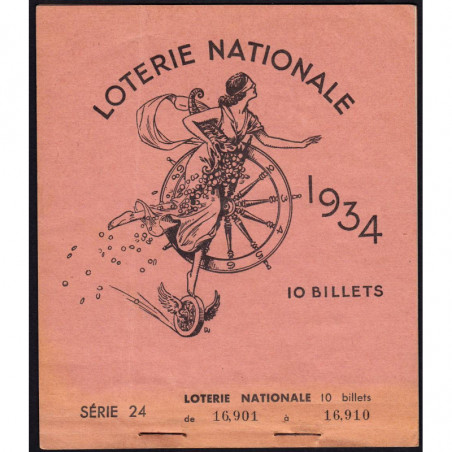 LOTERIE NATIONALE
1934
10 BILLETS
LOTERIE NATIONALE 10 billets
SÉRIE 24 de 16,901 à 16,910